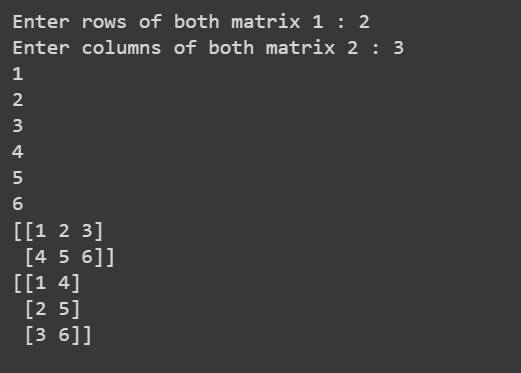 Enter rows of both matrix 1 : 2
Enter columns of both matrix 2 : 3
1
2
3
4
5
6
[[1 2 3]
 [4 5 6]]
[[1 4]
 [2 5]
 [3 6]]